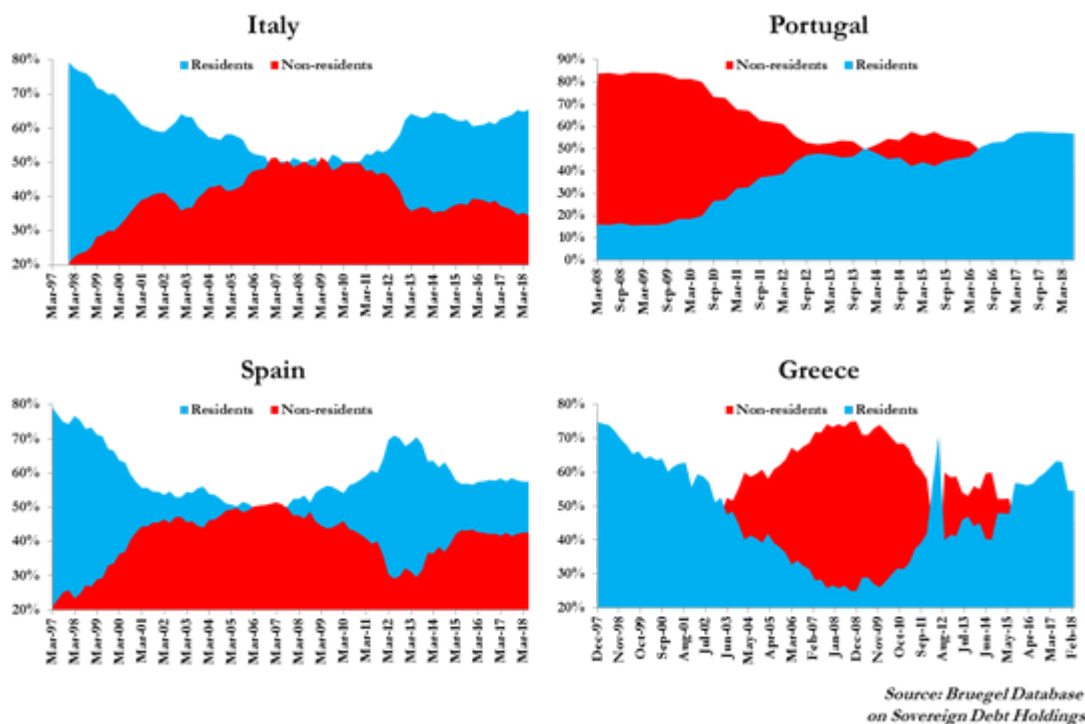 Italy
80%
70%
60%
50%
40%
30%
20%
Residents Non-residents
Mar-97 Mar-98 Mar-99 Mar-00 Mar-01 Mar-02 Mar-03 Mar-04 Mar-05 Mar-06 Mar-07 Mar-08 Mar-09 Mar-10 Mar-11 Mar-12 Mar-13 Mar-14 Mar-15 Mar-16 Mar-17 Mar-18
Portugal
90%
80%
70%
60%
50%
40%
30%
20%
10%
0%
Non-residents Residents
Mar-08 Sep-08 Mar-09 Sep-09 Mar-10 Sep-10 Mar-11 Sep-11 Mar-12 Sep-12 Mar-13 Sep-13 Mar-14 Sep-14 Mar-15 Sep-15 Mar-16 Sep-16 Mar-17 Sep-17 Mar-18
Spain
80%
70%
60%
50%
40%
30%
20%
Residents Non-residents
Mar-97 Mar-98 Mar-99 Mar-00 Mar-01 Mar-02 Mar-03 Mar-04 Mar-05 Mar-06 Mar-07 Mar-08 Mar-09 Mar-10 Mar-11 Mar-12 Mar-13 Mar-14 Mar-15 Mar-16 Mar-17 Mar-18
Greece
80%
70%
60%
50%
40%
30%
20%
Non-residents Residents
Dec-97 Nov-98 Oct-99 Sep-00 Aug-01 Jul-02 Jun-03 May-04 Apr-05 Mar-06 Feb-07 Jan-08 Dec-08 Nov-09 Oct-10 Sep-11 Aug-12 Jul-13 Jun-14 May-15 Apr-16 Mar-17 Feb-18
Source: Bruegel Database
on Sovereign Debt Holdings